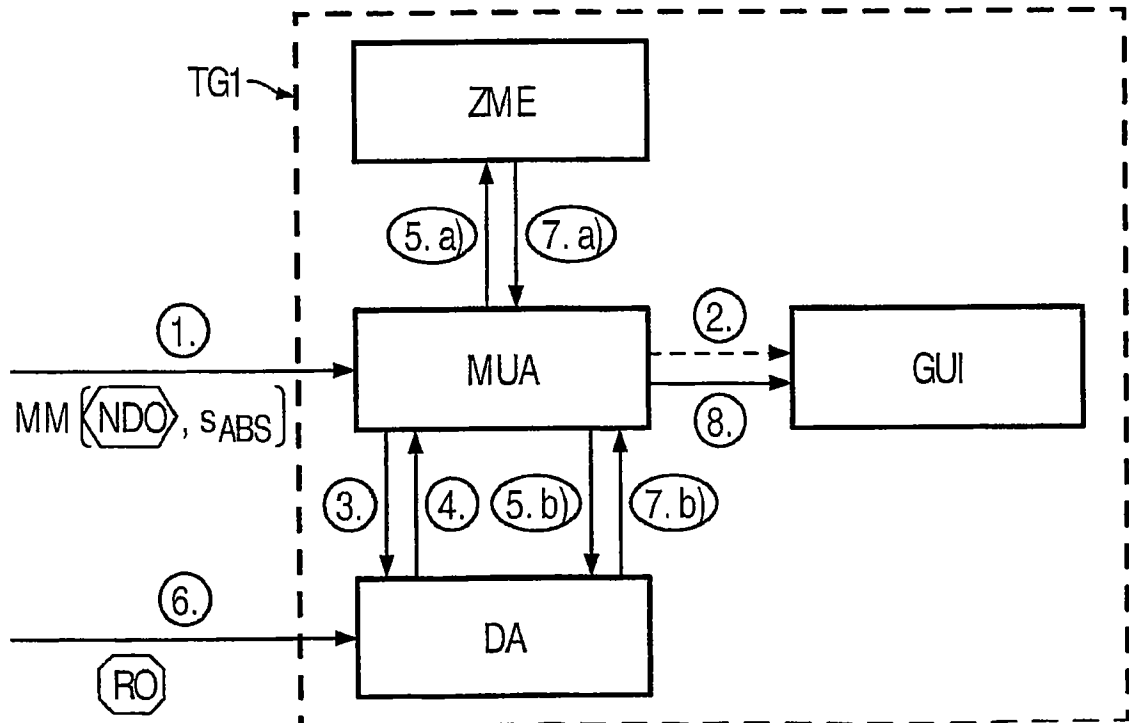 TG1
ZME
5. a) 7. a)
1. 2.
MUA GUI
MM [NDO, sABS]
8.
3. 4. 5. b) 7. b)
6.
DA
RO